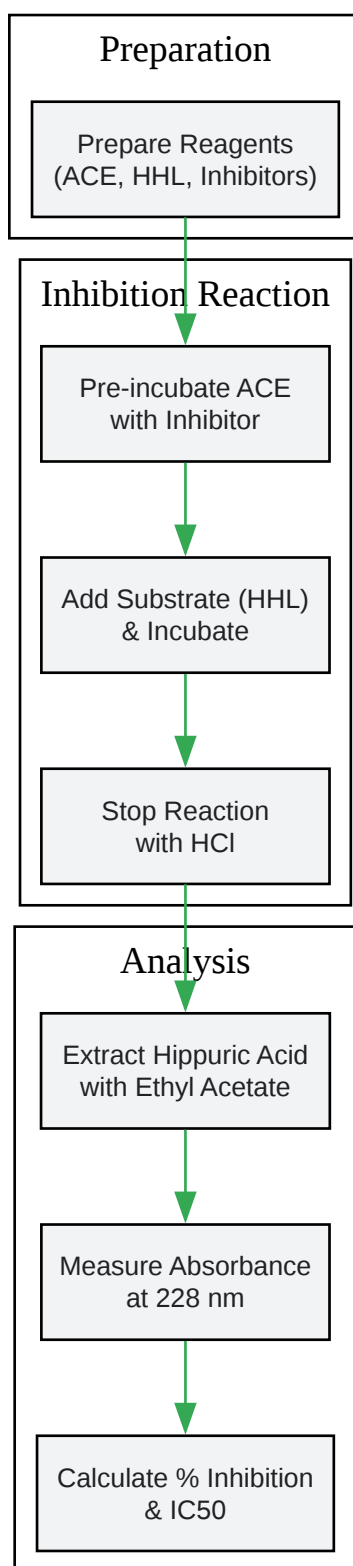 Preparation
Prepare Reagents
(ACE, HHL, Inhibitors)
Inhibition Reaction
Pre-incubate ACE
with Inhibitor
Add Substrate (HHL)
& Incubate
Stop Reaction
with HCl
Analysis
Extract Hippuric Acid
with Ethyl Acetate
Measure Absorbance
at 228 nm
Calculate % Inhibition
& IC50